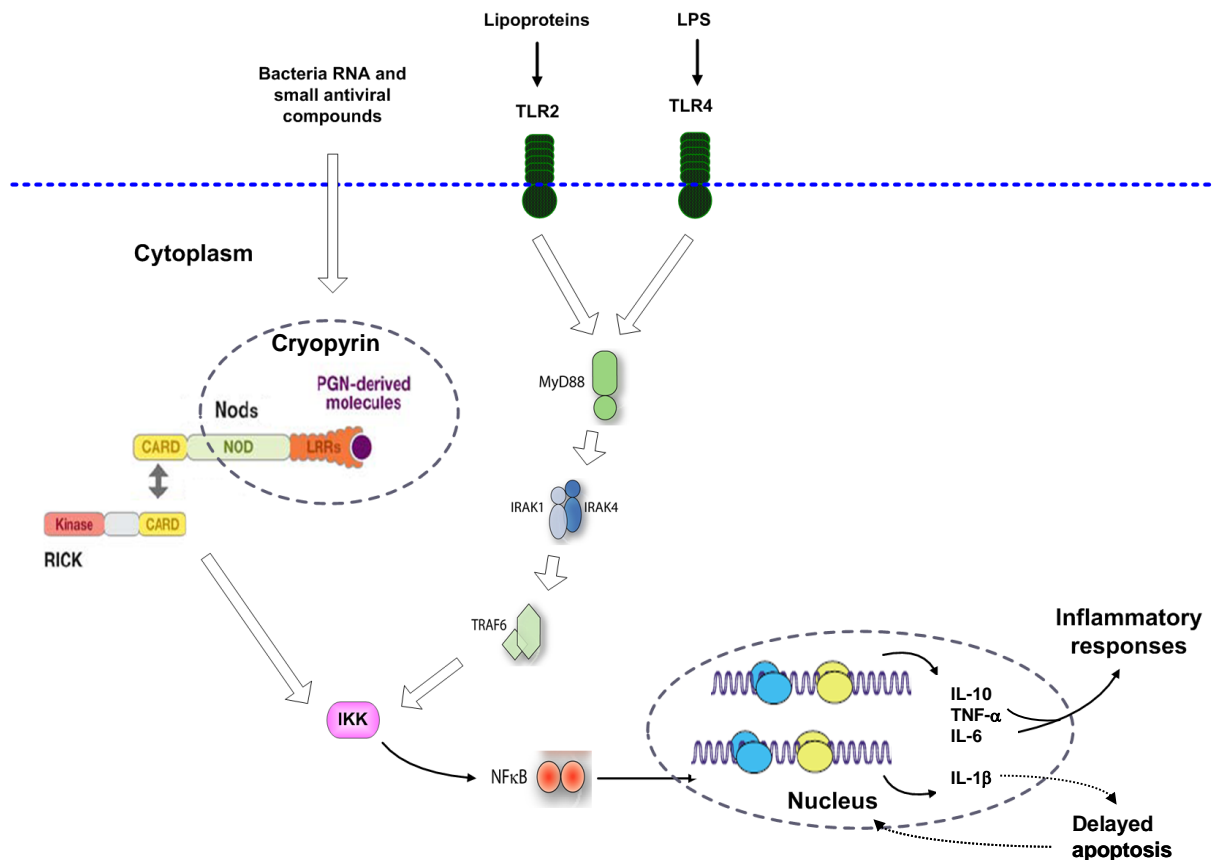 Lipoproteins
LPS
Bacteria RNA and
small antiviral
compounds
TLR2
TLR4
Cytoplasm
Cryopyrin
PGN-derived
molecules
Nods
CARD
NOD
LRRs
MyD88
Kinase
CARD
RICK
IRAK1
IRAK4
TRAF6
Inflammatory
responses
IL-10
TNF-α
IL-6
IKK
NFκB
IL-1β
Nucleus
Delayed
apoptosis